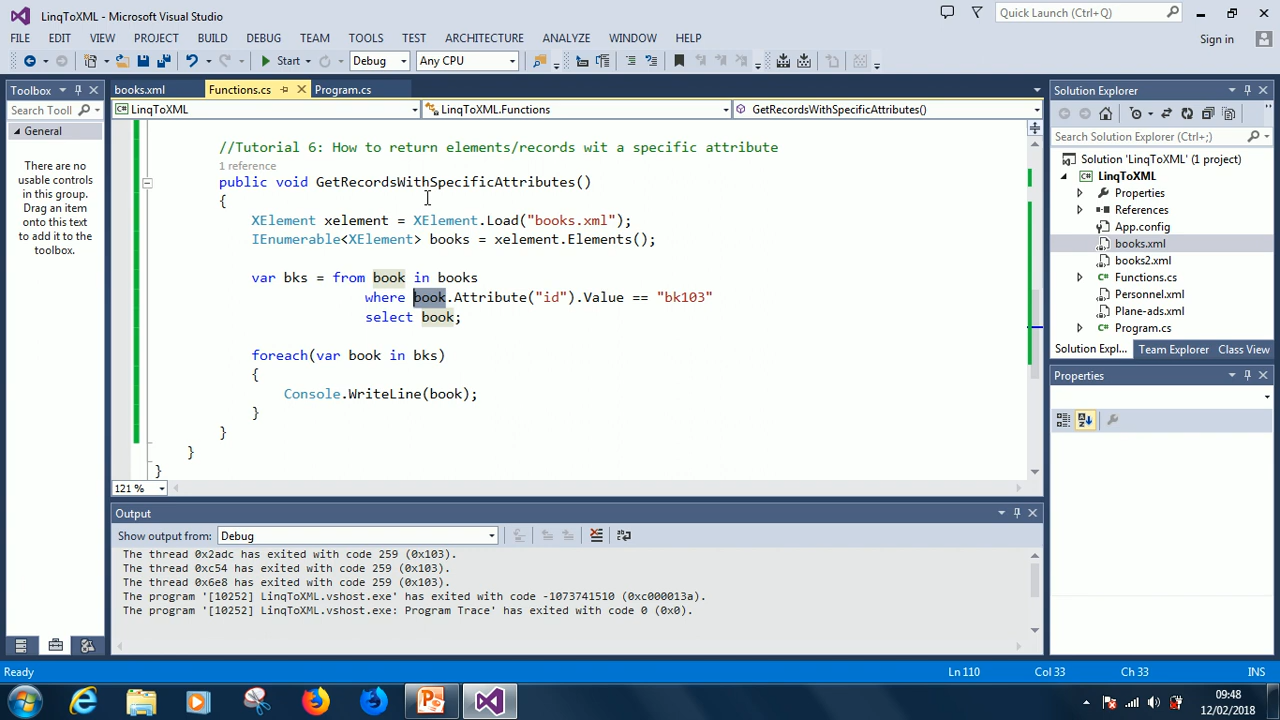 LinqToXML - Microsoft Visual Studio
Quick Launch (Ctrl+Q)
FILE EDIT VIEW PROJECT BUILD DEBUG TEAM TOOLS TEST ARCHITECTURE ANALYZE WINDOW HELP
Sign in
Start Debug Any CPU
Toolbox
Search Tool
General
There are no
usable controls
in this group.
Drag an item
onto this text
to add it to the
toolbox.
books.xml Functions.cs Program.cs
LinqToXML LinqToXML.Functions GetRecordsWithSpecificAttributes()
//Tutorial 6: How to return elements/records wit a specific attribute
1 reference
public void GetRecordsWithSpecificAttributes()
{
XElement xelement = XElement.Load("books.xml");
IEnumerable<XElement> books = xelement.Elements();
var bks = from book in books
where book.Attribute("id").Value == "bk103"
select book;
foreach(var book in bks)
{
Console.WriteLine(book);
}
}
}
}
121 %
Output
Show output from: Debug
The thread 0x2adc has exited with code 259 (0x103).
The thread 0xc54 has exited with code 259 (0x103).
The thread 0x6e8 has exited with code 259 (0x103).
The program '[10252] LinqToXML.vshost.exe' has exited with code -1073741510 (0xc000013a).
The program '[10252] LinqToXML.vshost.exe: Program Trace' has exited with code 0 (0x0).
Solution Explorer
Search Solution Explorer (Ctrl+;)
Solution 'LinqToXML' (1 project)
LinqToXML
Properties
References
App.config
books.xml
books2.xml
Functions.cs
Personnel.xml
Plane-ads.xml
Program.cs
Solution Expl... Team Explorer Class View
Properties
Ready Ln 110 Col 33 Ch 33 INS
09:48
12/02/2018